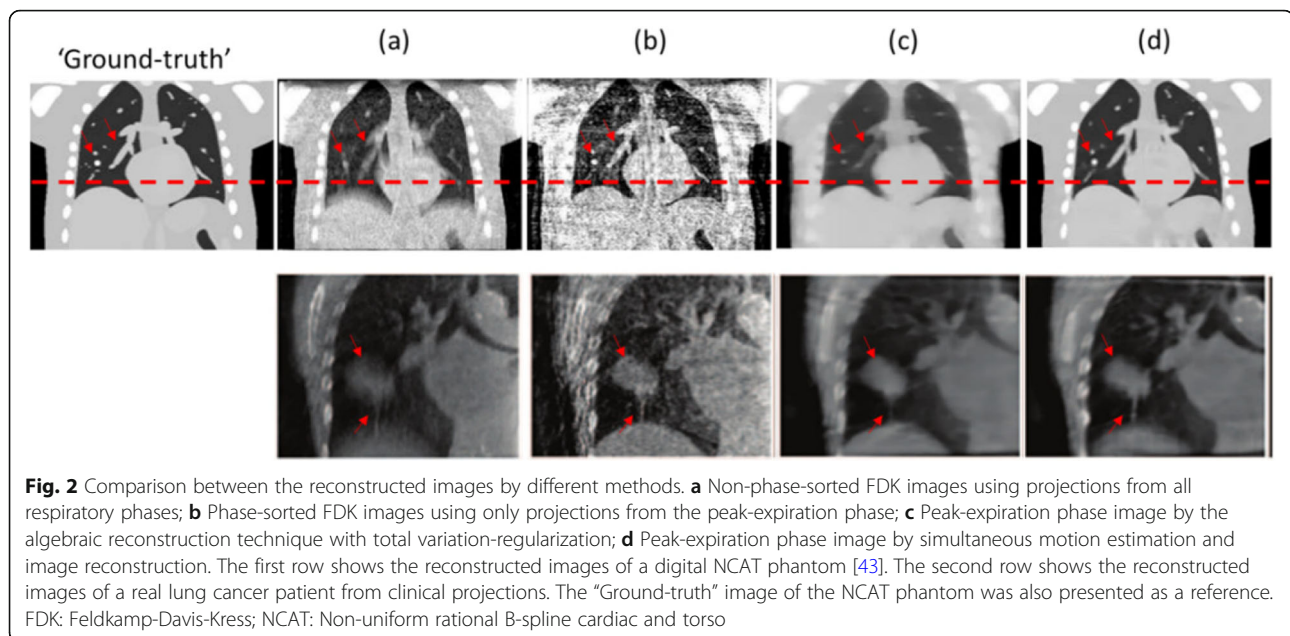 'Ground-truth'
(a)
(b)
(c)
(d)
Fig. 2 Comparison between the reconstructed images by different methods. a Non-phase-sorted FDK images using projections from all
respiratory phases; b Phase-sorted FDK images using only projections from the peak-expiration phase; c Peak-expiration phase image by the
algebraic reconstruction technique with total variation-regularization; d Peak-expiration phase image by simultaneous motion estimation and
image reconstruction. The first row shows the reconstructed images of a digital NCAT phantom [43]. The second row shows the reconstructed
images of a real lung cancer patient from clinical projections. The “Ground-truth” image of the NCAT phantom was also presented as a reference.
FDK: Feldkamp-Davis-Kress; NCAT: Non-uniform rational B-spline cardiac and torso